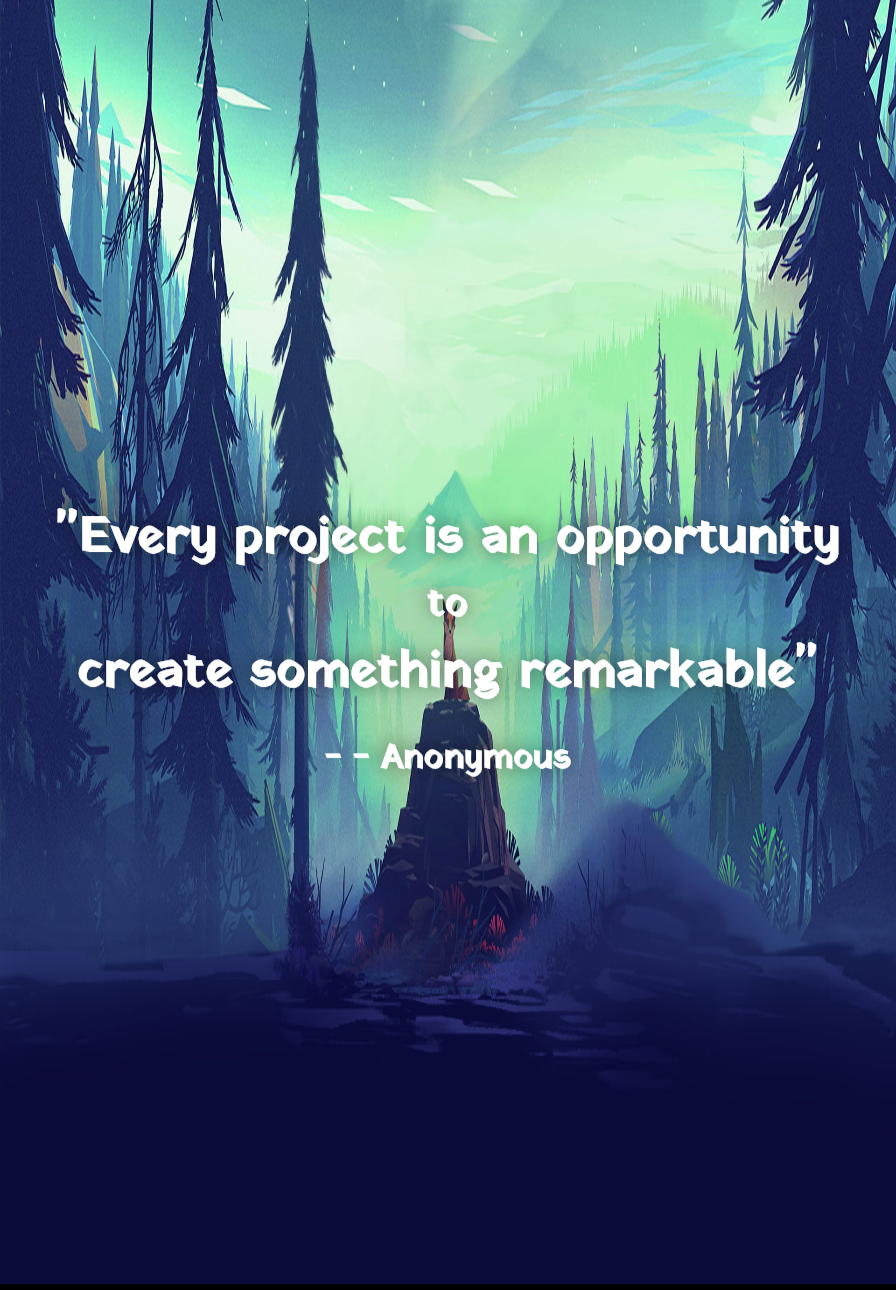 "Every project is an opportunity
to
create something remarkable"
- - Anonymous